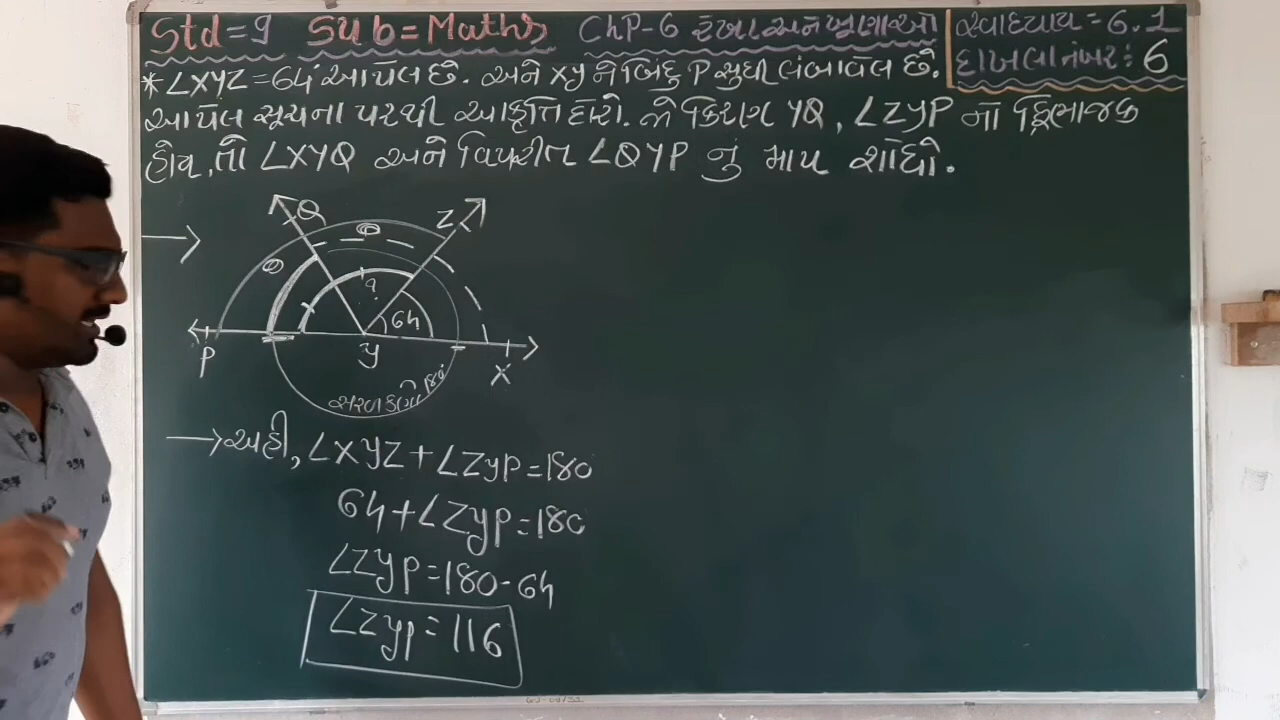 Std=9 Sub=Maths ChP-6 રેખા અને ખૂણાઓ
સ્વાધ્યાય = 6.1
દાખલા નંબર: 6
* ∠XYZ = 64 આપેલ છે. અને XY ને બિંદુ P સુધી લંબાવેલ છે.
આપેલ સૂચના પરથી આકૃતિ દોરો. જો કિરણ YQ, ∠ZYP નો દ્વિભાજક
હોય, તો ∠XYQ અને વિપરીત ∠QYP નું માપ શોધો.
Q Z
?
64
P Y X
સરળકોણ 180
→ અહી, ∠XYZ + ∠ZYP = 180
64 + ∠ZYP = 180
∠ZYP = 180 - 64
∠ZYP = 116